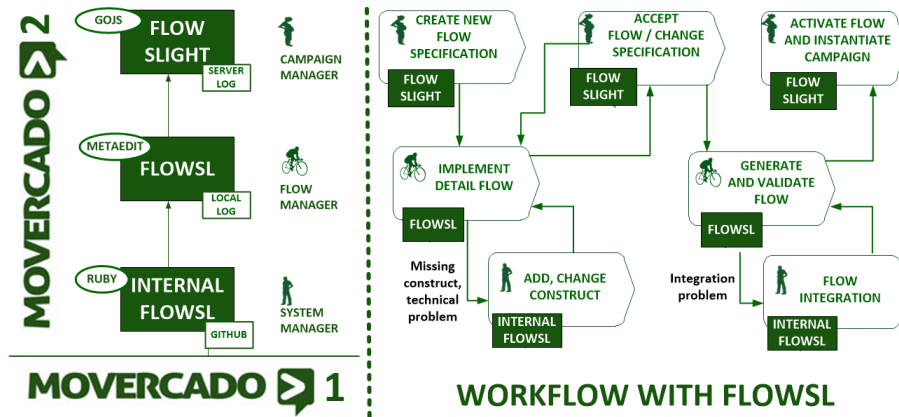 MOVERCADO 2
GOJS
FLOW
SLIGHT
SERVER
LOG
CAMPAIGN
MANAGER
METAEDIT
FLOWSL
LOCAL
LOG
FLOW
MANAGER
RUBY
INTERNAL
FLOWSL
GITHUB
SYSTEM
MANAGER
MOVERCADO 1
CREATE NEW
FLOW
SPECIFICATION
FLOW
SLIGHT
ACCEPT
FLOW / CHANGE
SPECIFICATION
FLOW
SLIGHT
ACTIVATE FLOW
AND INSTANTIATE
CAMPAIGN
FLOW
SLIGHT
IMPLEMENT
DETAIL FLOW
FLOWSL
GENERATE
AND VALIDATE
FLOW
FLOWSL
Missing
construct,
technical
problem
ADD, CHANGE
CONSTRUCT
INTERNAL
FLOWSL
Integration
problem
FLOW
INTEGRATION
INTERNAL
FLOWSL
WORKFLOW WITH FLOWSL